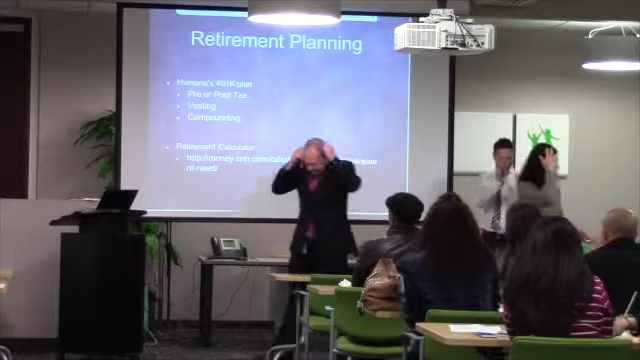 Retirement Planning
Humana's 401K plan
Pre or Post Tax
Vesting
Compounding
Retirement Calculator
http://money.cnn.com/calc
nt-need/